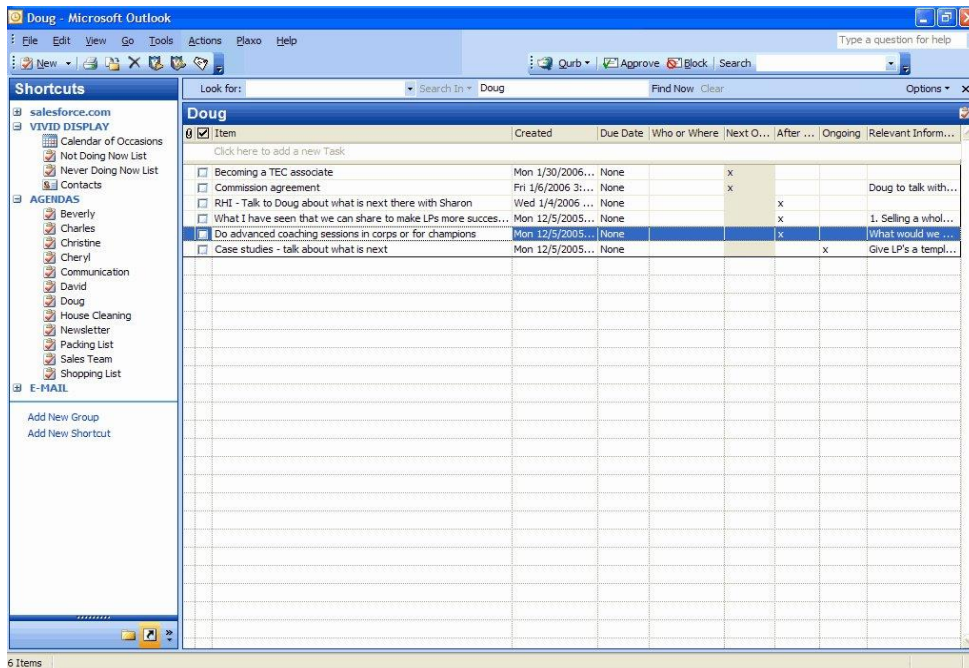 Doug - Microsoft Outlook
File Edit View Go Tools Actions Plaxo Help
Type a question for help
New Qurb Approve Block Search
Shortcuts
Look for: Search In Doug Find Now Clear Options
salesforce.com
VIVID DISPLAY
Calendar of Occasions
Not Doing Now List
Never Doing Now List
Contacts
AGENDAS
Beverly
Charles
Christine
Cheryl
Communication
David
Doug
House Cleaning
Newsletter
Packing List
Sales Team
Shopping List
E-MAIL
Add New Group
Add New Shortcut
Doug
Item Created Due Date Who or Where Next O... After ... Ongoing Relevant Inform...
Click here to add a new Task
Becoming a TEC associate Mon 1/30/2006... None x
Commission agreement Fri 1/6/2006 3:... None x Doug to talk with...
RHI - Talk to Doug about what is next there with Sharon Wed 1/4/2006 ... None x
What I have seen that we can share to make LPs more succes... Mon 12/5/2005... None x 1. Selling a whol...
Do advanced coaching sessions in corps or for champions Mon 12/5/2005... None x What would we ...
Case studies - talk about what is next Mon 12/5/2005... None x Give LP's a templ...
6 Items